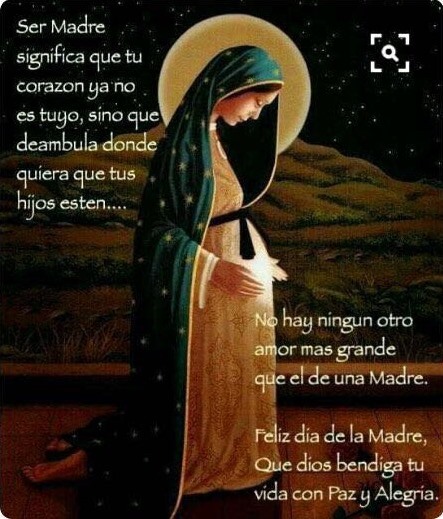 Ser Madre
significa que tu
corazon ya no
es tuyo, sino que
deambula donde
quiera que tus
hijos esten....
No hay ningun otro
amor mas grande
que el de una Madre.
Feliz dia de la Madre,
Que dios bendiga tu
vida con Paz y Alegria.